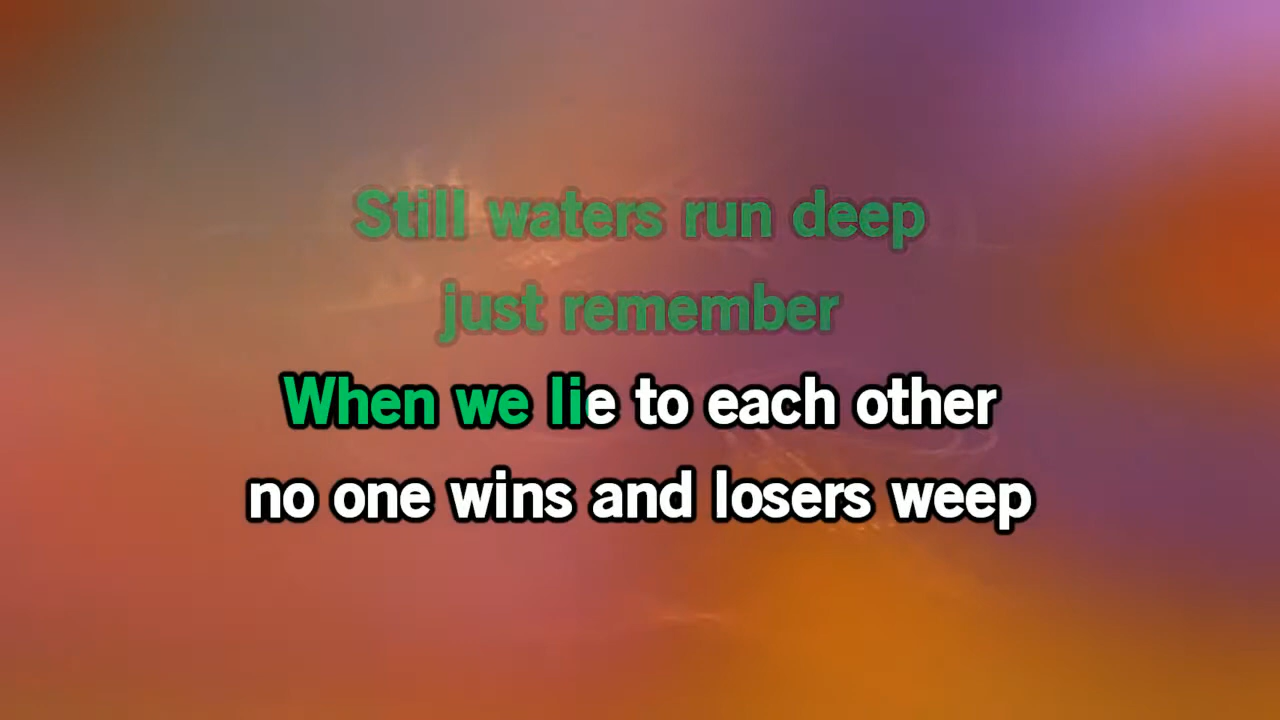 Still waters run deep
just remember
When we lie to each other
no one wins and losers weep